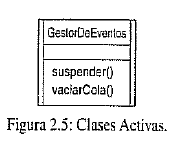 GestorDeEventos
suspender()
vaciarCola()
Figura 2.5: Clases Activas.